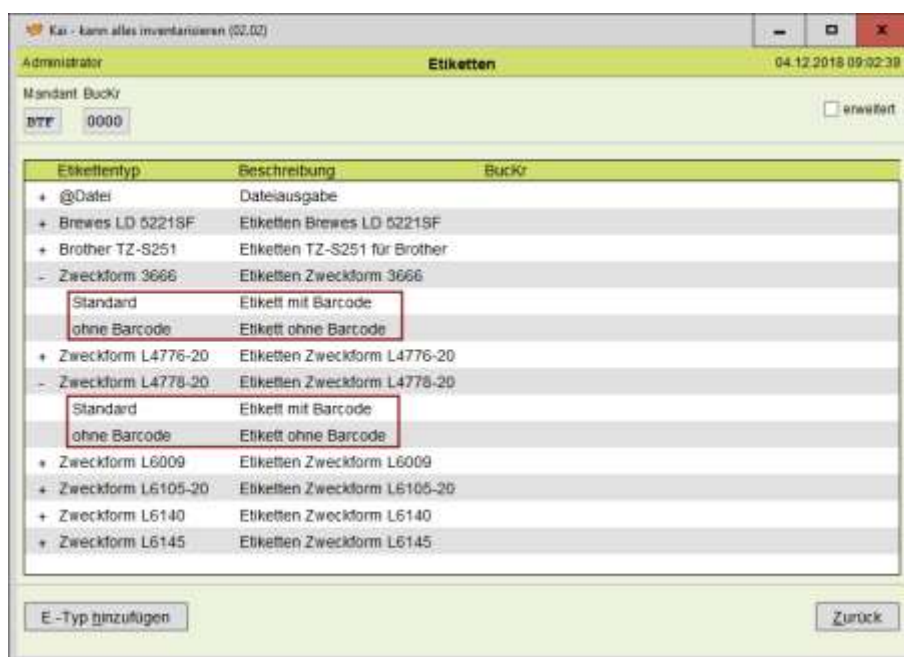 Kai - kann alles inventarisieren (02.02)
Administrator Etiketten 04.12.2018 09:02:39
Mandant BucKr
BTF 0000 erweitert
Etikettentyp Beschreibung BucKr
+ @Datei Dateiausgabe
+ Brewes LD 5221SF Etiketten Brewes LD 5221SF
+ Brother TZ-S251 Etiketten TZ-S251 für Brother
- Zweckform 3666 Etiketten Zweckform 3666
Standard Etikett mit Barcode
ohne Barcode Etikett ohne Barcode
+ Zweckform L4776-20 Etiketten Zweckform L4776-20
- Zweckform L4778-20 Etiketten Zweckform L4778-20
Standard Etikett mit Barcode
ohne Barcode Etikett ohne Barcode
+ Zweckform L6009 Etiketten Zweckform L6009
+ Zweckform L6105-20 Etiketten Zweckform L6105-20
+ Zweckform L6140 Etiketten Zweckform L6140
+ Zweckform L6145 Etiketten Zweckform L6145
E.-Typ hinzufügen Zurück